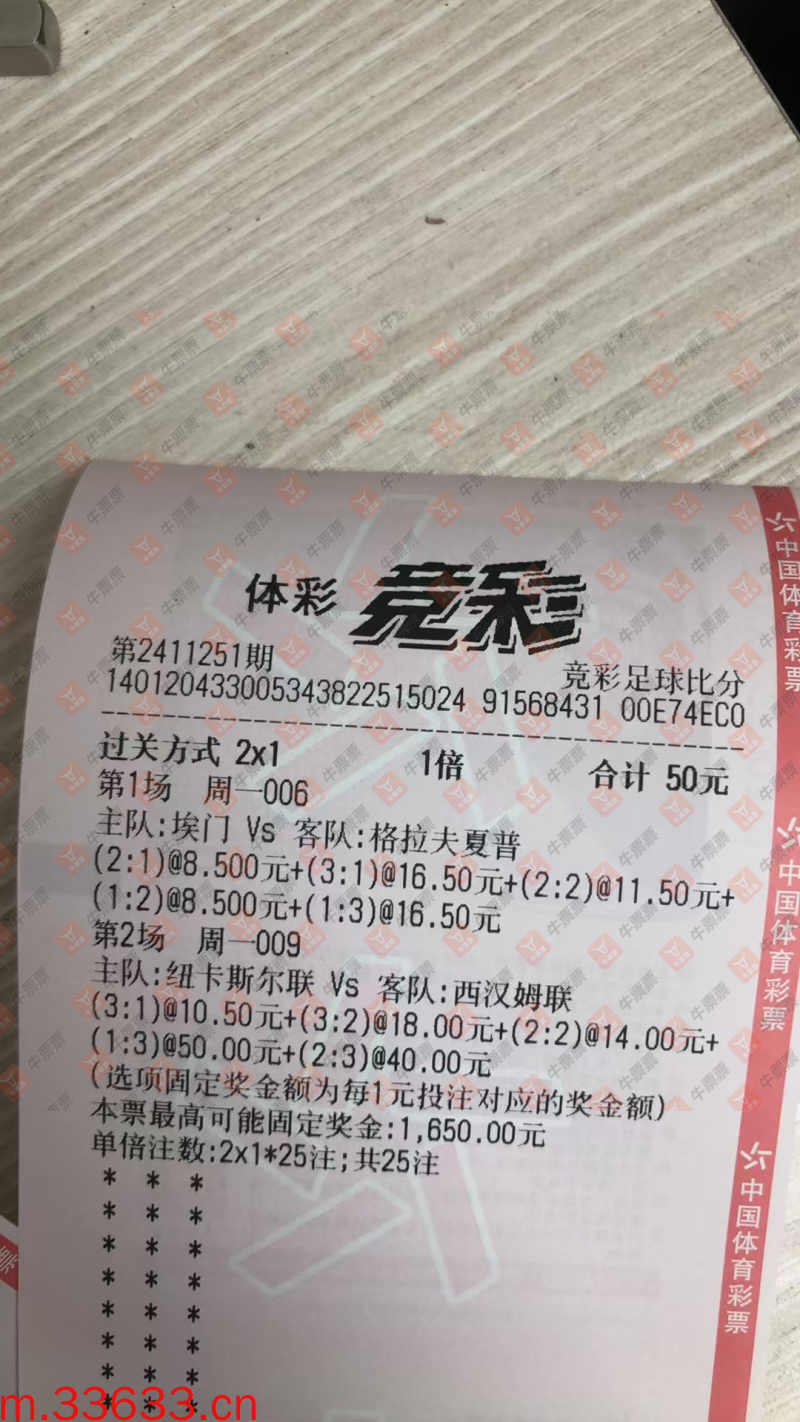 体彩 竞彩
第2411251期
竞彩足球比分
140120433005343822515024 91568431 00E74EC0
过关方式 2x1 1倍 合计 50元
第1场 周一006
主队:埃门 Vs 客队:格拉夫夏普
(2:1)@8.500元+(3:1)@16.50元+(2:2)@11.50元+
(1:2)@8.500元+(1:3)@16.50元
第2场 周一009
主队:纽卡斯尔联 Vs 客队:西汉姆联
(3:1)@10.50元+(3:2)@18.00元+(2:2)@14.00元+
(1:3)@50.00元+(2:3)@40.00元
(选项固定奖金额为每1元投注对应的奖金额)
本票最高可能固定奖金:1,650.00元
单倍注数:2x1*25注;共25注
* * *
* * *
* * *
* * *
* * *
* * *
* * *
* * *
中国体育彩票
中国体育彩票
中国体育彩票
票
牛票票
m.33633.cn